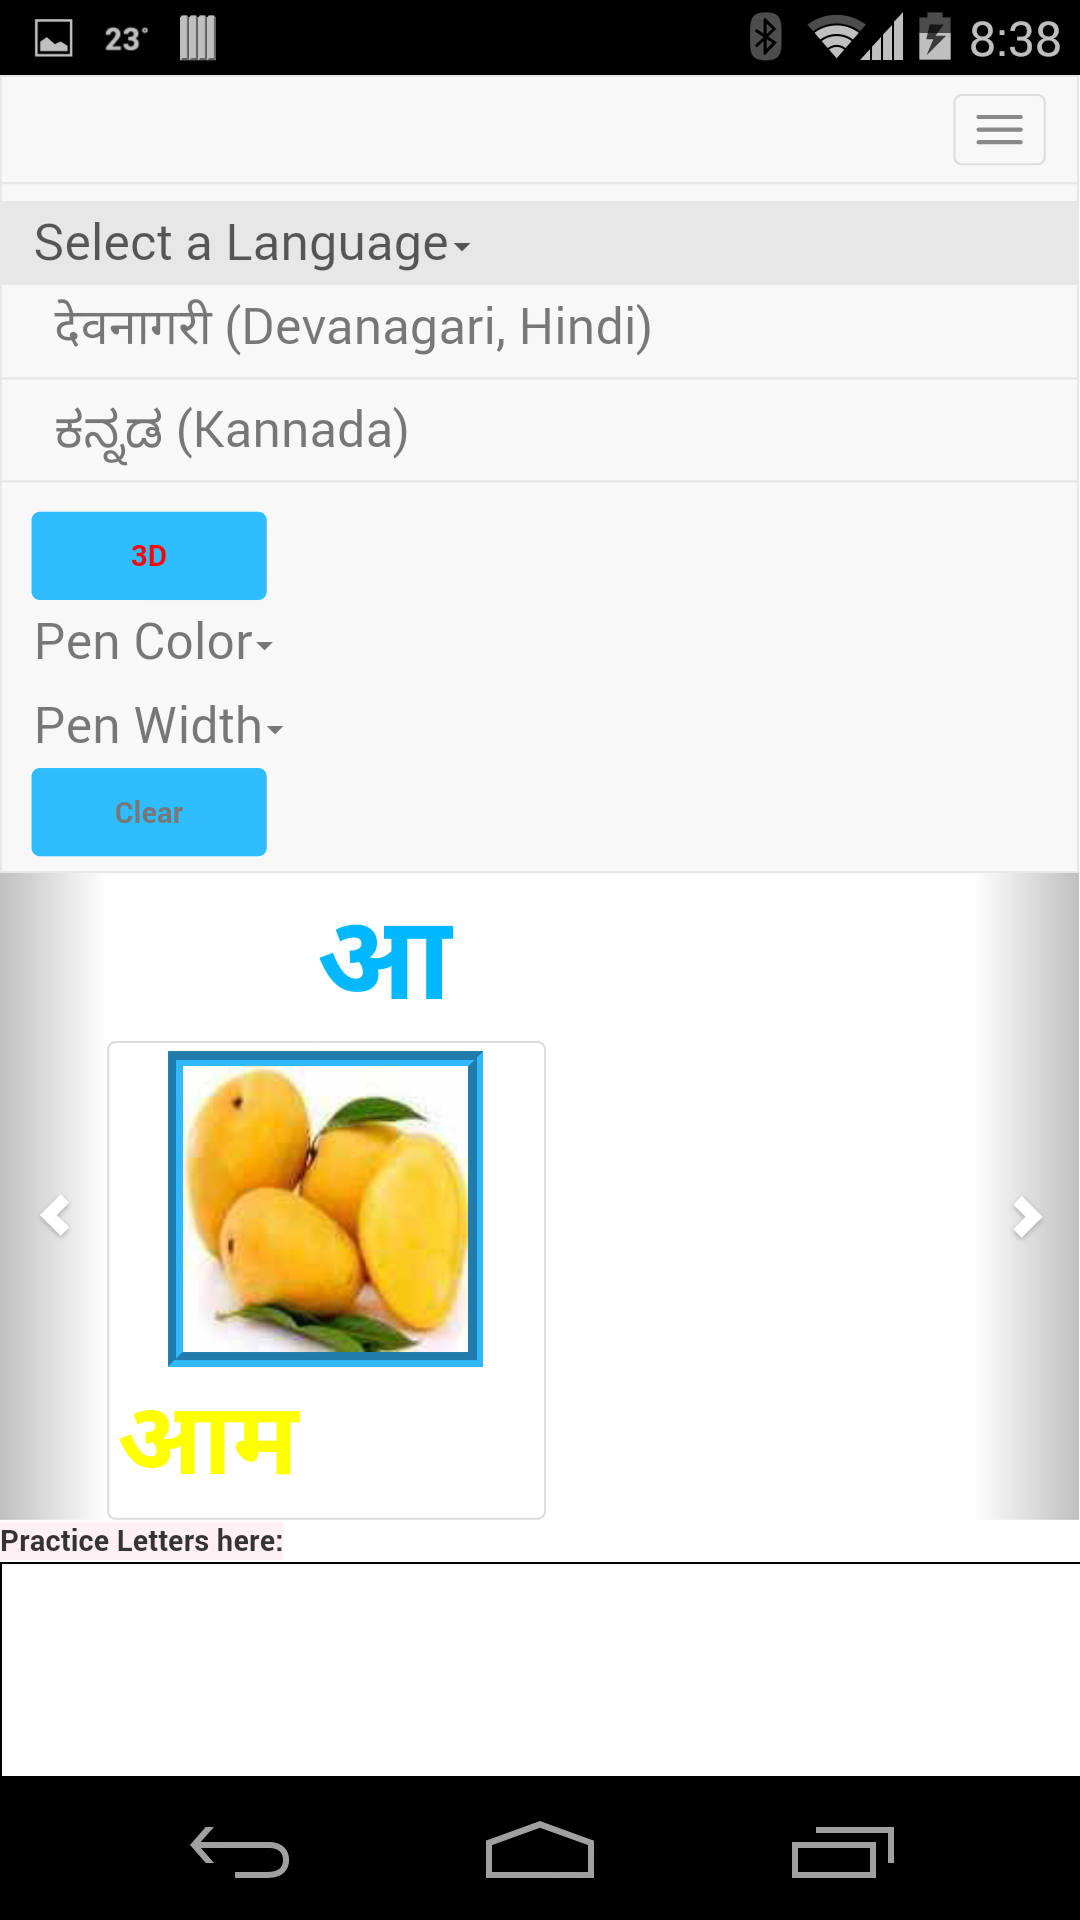 23° 8:38
Select a Language
देवनागरी (Devanagari, Hindi)
ಕನ್ನಡ (Kannada)
3D
Pen Color
Pen Width
Clear
आ
आम
Practice Letters here: